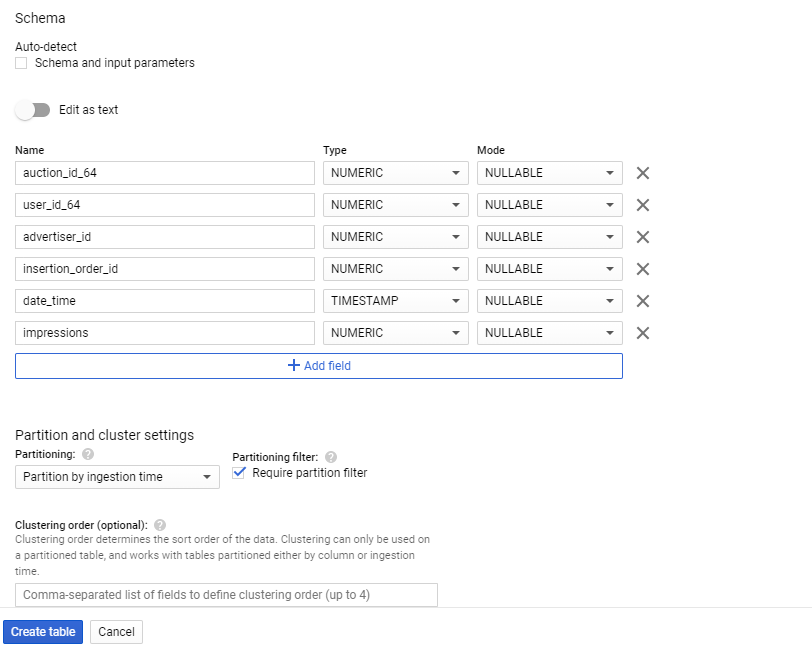 Schema
Auto-detect
Schema and input parameters
Edit as text
Name Type Mode
auction_id_64 NUMERIC NULLABLE
user_id_64 NUMERIC NULLABLE
advertiser_id NUMERIC NULLABLE
insertion_order_id NUMERIC NULLABLE
date_time TIMESTAMP NULLABLE
impressions NUMERIC NULLABLE
Add field
Partition and cluster settings
Partitioning: ? Partitioning filter: ?
Partition by ingestion time Require partition filter
Clustering order (optional): ?
Clustering order determines the sort order of the data. Clustering can only be used on
a partitioned table, and works with tables partitioned either by column or ingestion
time.
Comma-separated list of fields to define clustering order (up to 4)
Create table Cancel